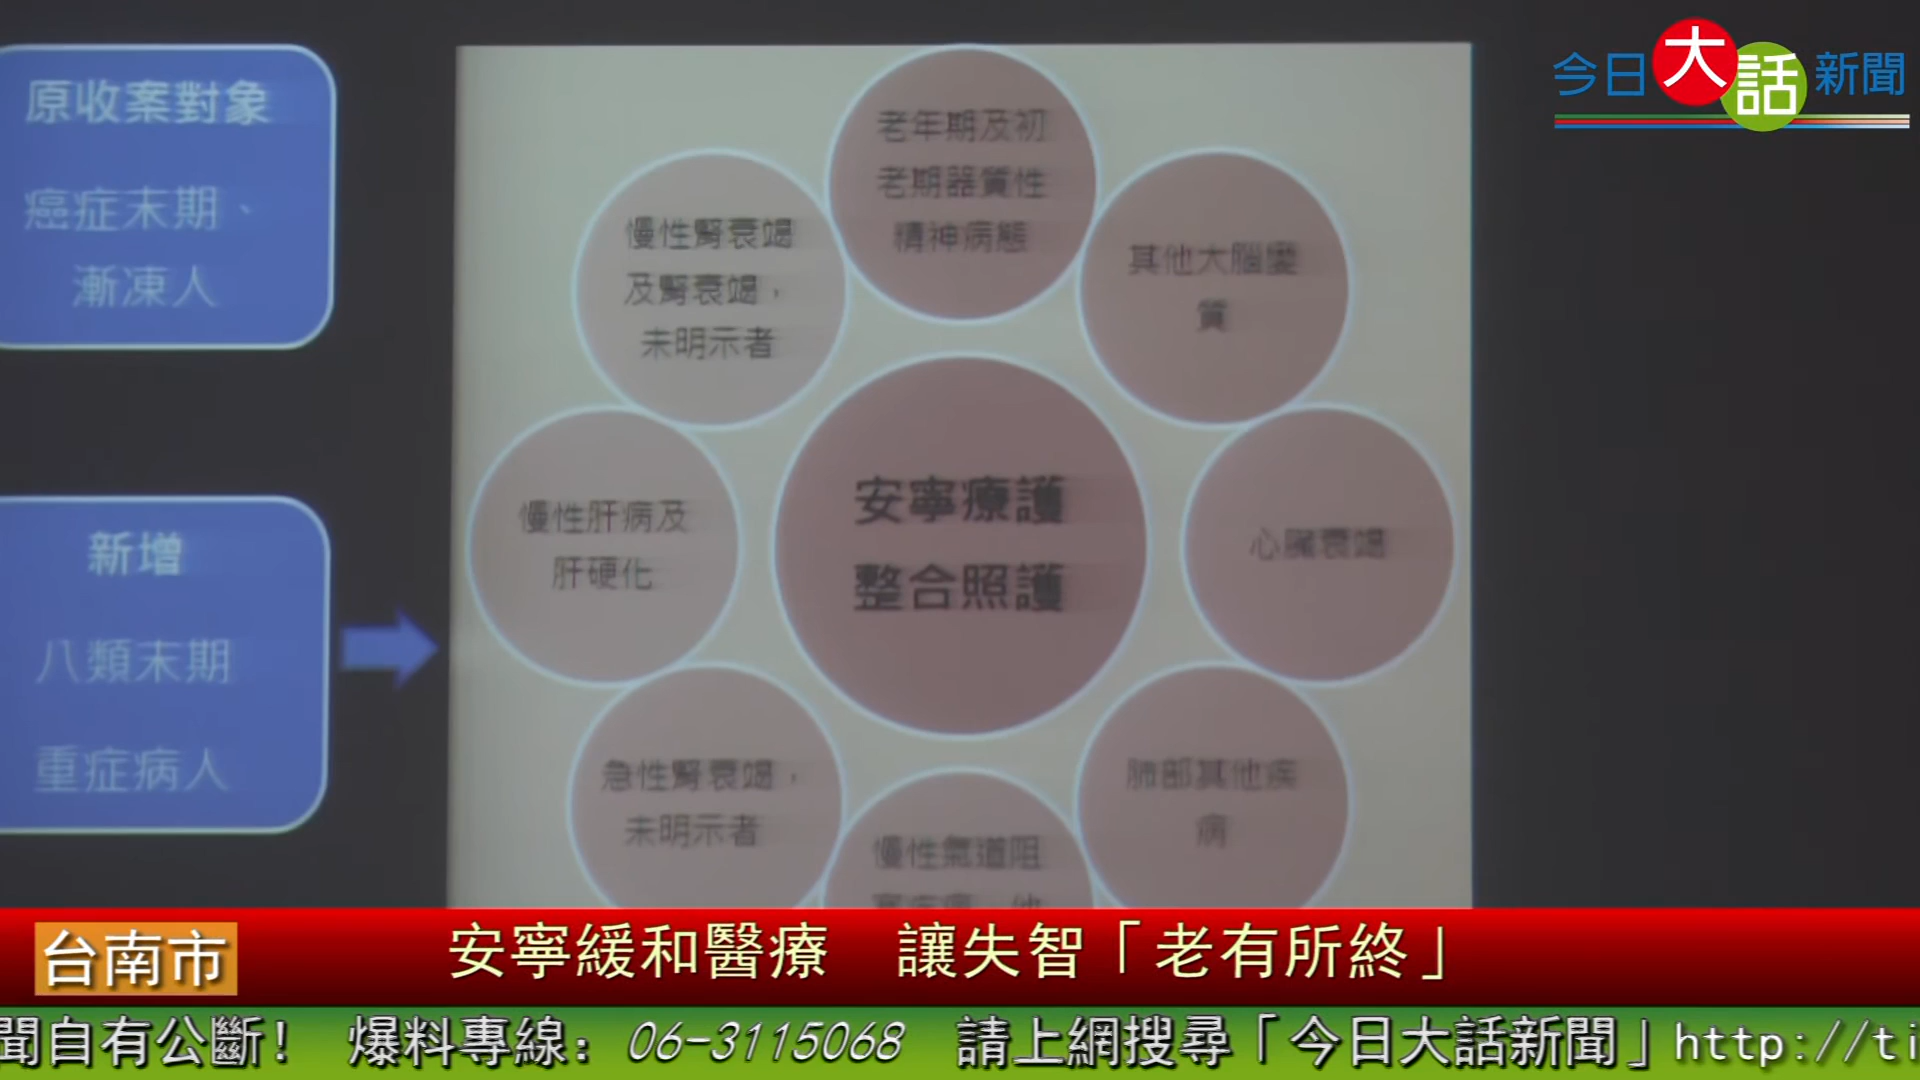 今日大話新聞
原收案對象
癌症末期、
漸凍人
新增
八類末期
重症病人
老年期及初
老期器質性
精神病態
其他大腦變
質
心臟衰竭
肺部其他疾
病
慢性氣道阻
急性腎衰竭，
未明示者
慢性肝病及
肝硬化
慢性腎衰竭
及腎衰竭，
未明示者
安寧療護
整合照護
台南市
安寧緩和醫療　讓失智「老有所終」
聞自有公斷！　爆料專線：06-3115068　請上網搜尋「今日大話新聞」http://ti